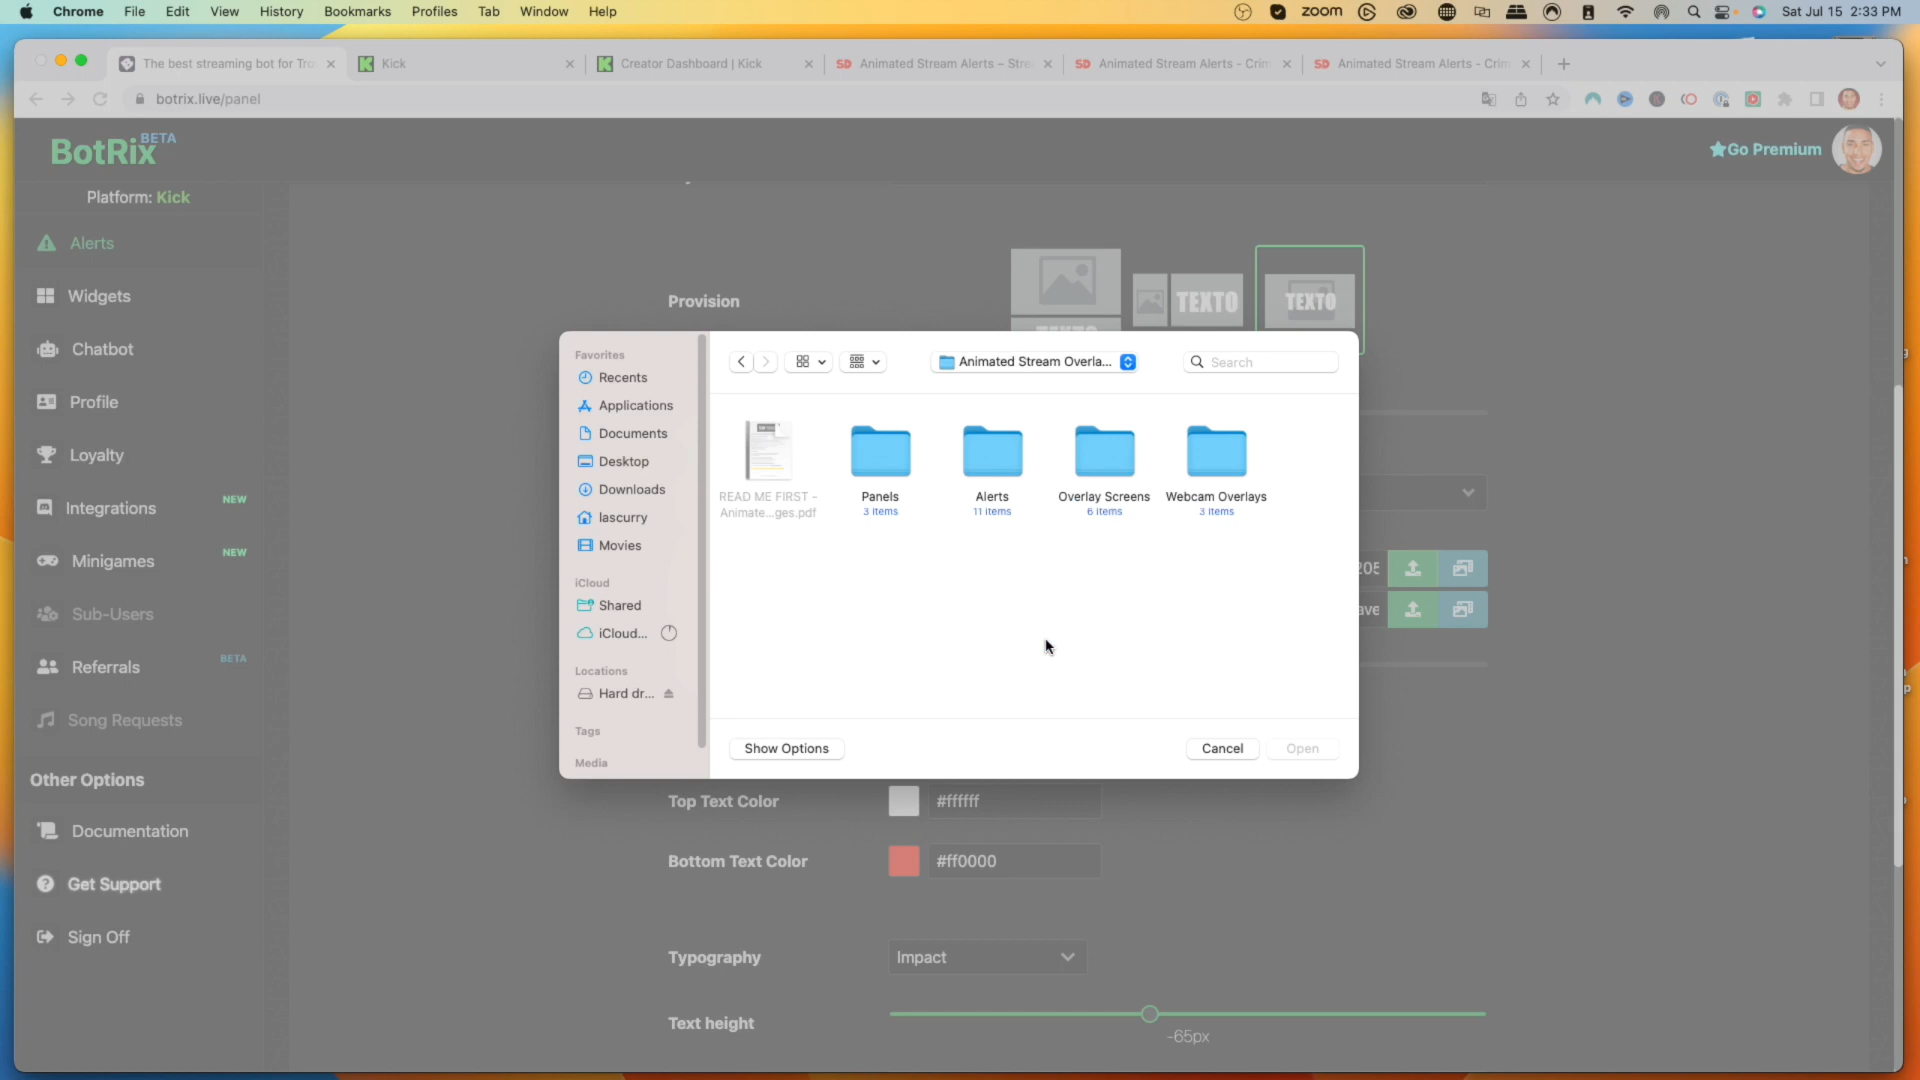 Chrome File Edit View History Bookmarks Profiles Tab Window Help
zoom
Sat Jul 15 2:33 PM
The best streaming bot for Tro
Kick
Creator Dashboard | Kick
SD Animated Stream Alerts – Stre
SD Animated Stream Alerts - Crim
SD Animated Stream Alerts - Crim
botrix.live/panel
BotRix BETA
Go Premium
Platform: Kick
Alerts
Widgets
Chatbot
Profile
Loyalty
Integrations NEW
Minigames NEW
Sub-Users
Referrals BETA
Song Requests
Other Options
Documentation
Get Support
Sign Off
Provision
TEXTO
TEXTO
TEXTO
Favorites
Recents
Applications
Documents
Desktop
Downloads
lascurry
Movies
iCloud
Shared
iCloud...
Locations
Hard dr...
Tags
Media
Animated Stream Overla...
Search
READ ME FIRST -
Animate...ges.pdf
Panels
3 items
Alerts
11 items
Overlay Screens
6 items
Webcam Overlays
3 items
Show Options
Cancel
Open
Top Text Color
#ffffff
Bottom Text Color
#ff0000
Typography
Impact
Text height
-65px